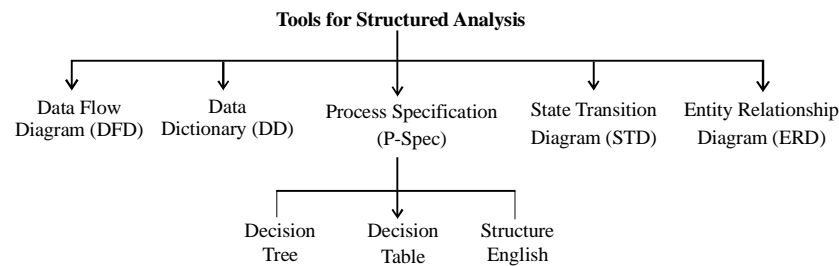 Tools for Structured Analysis
Data Flow
Diagram (DFD)
Data
Dictionary (DD)
Process Specification
(P-Spec)
State Transition
Diagram (STD)
Entity Relationship
Diagram (ERD)
Decision
Tree
Decision
Table
Structure
English